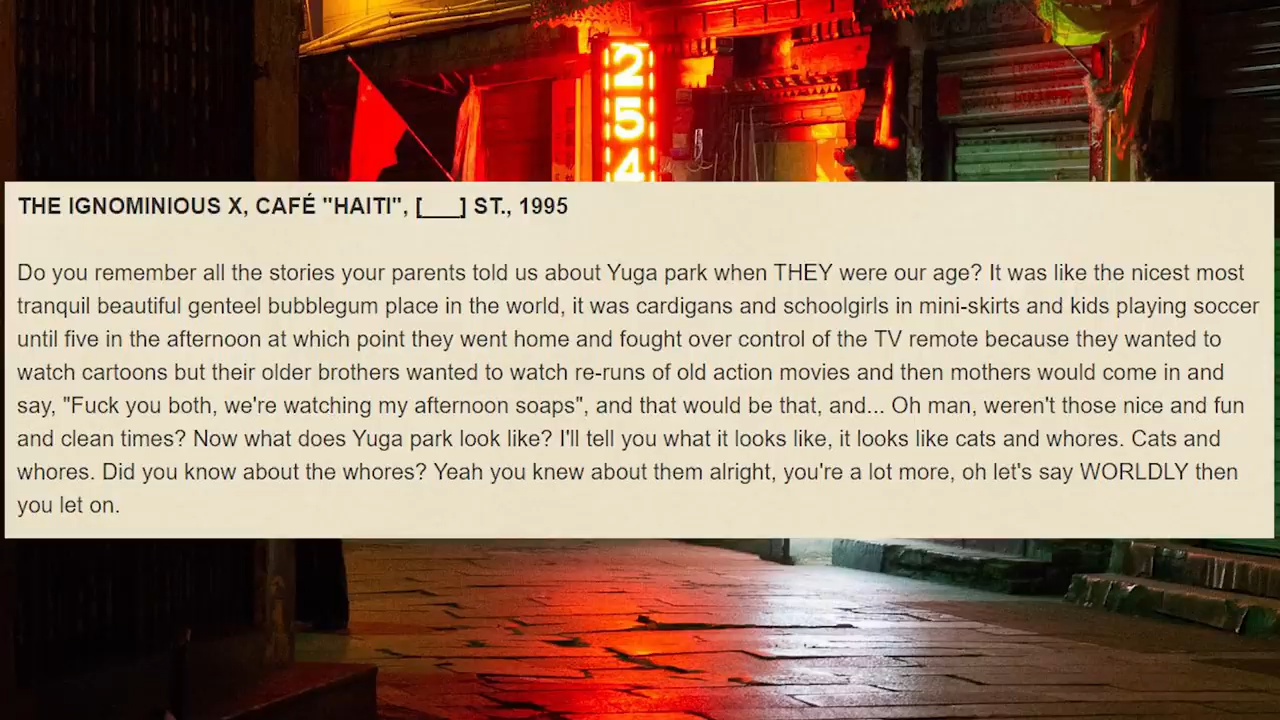 254
THE IGNOMINIOUS X, CAFÉ "HAITI", [___] ST., 1995
Do you remember all the stories your parents told us about Yuga park when THEY were our age? It was like the nicest most
tranquil beautiful genteel bubblegum place in the world, it was cardigans and schoolgirls in mini-skirts and kids playing soccer
until five in the afternoon at which point they went home and fought over control of the TV remote because they wanted to
watch cartoons but their older brothers wanted to watch re-runs of old action movies and then mothers would come in and
say, "Fuck you both, we're watching my afternoon soaps", and that would be that, and... Oh man, weren't those nice and fun
and clean times? Now what does Yuga park look like? I'll tell you what it looks like, it looks like cats and whores. Cats and
whores. Did you know about the whores? Yeah you knew about them alright, you're a lot more, oh let's say WORLDLY then
you let on.